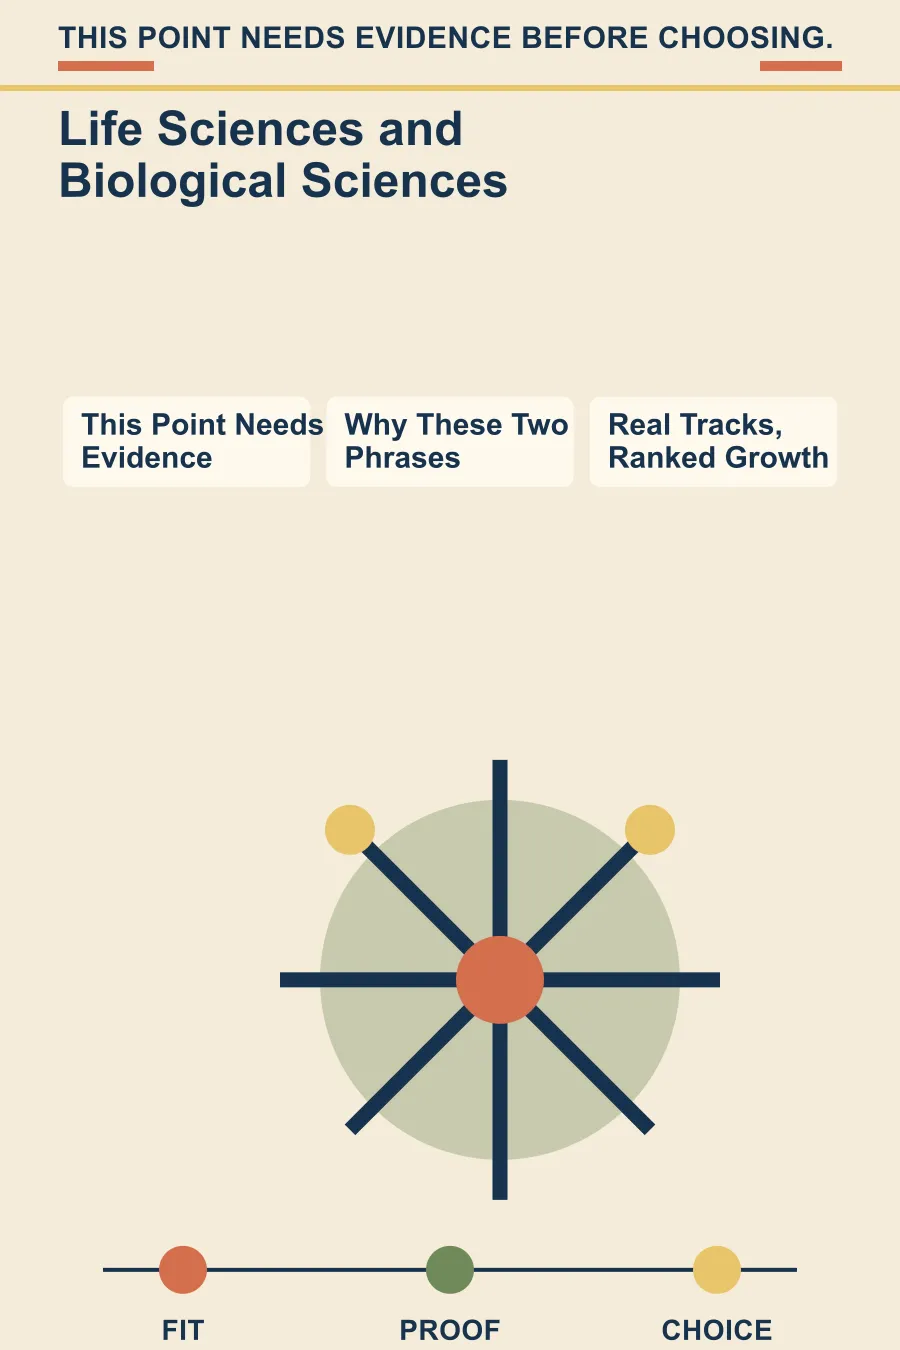 THIS POINT NEEDS EVIDENCE BEFORE CHOOSING.
Life Sciences and
Biological Sciences
This Point Needs
Evidence
Why These Two
Phrases
Real Tracks,
Ranked Growth
FIT
PROOF
CHOICE